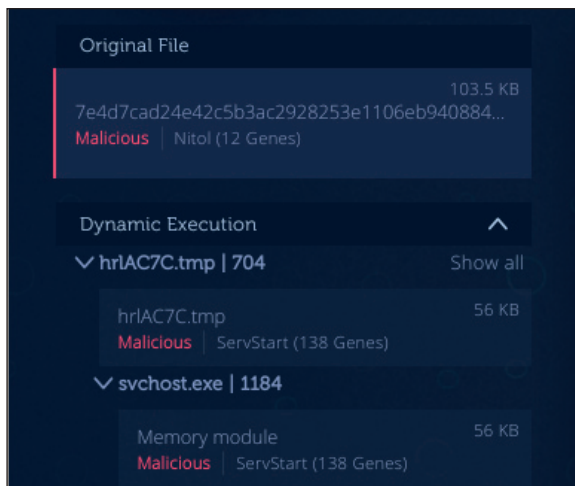 Original File
103.5 KB
7e4d7cad24e42c5b3ac2928253e1106eb940884...
Malicious | Nitol (12 Genes)
Dynamic Execution
hrlAC7C.tmp | 704 Show all
hrlAC7C.tmp 56 KB
Malicious | ServStart (138 Genes)
svchost.exe | 1184
Memory module 56 KB
Malicious | ServStart (138 Genes)